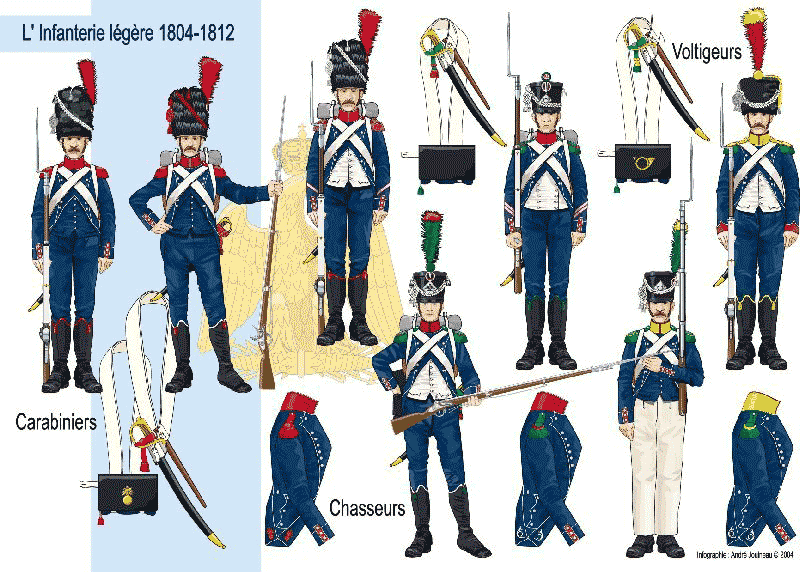 L' Infanterie légère 1804-1812
Voltigeurs
Carabiniers
Chasseurs
Infographie : André Jouineau © 2004